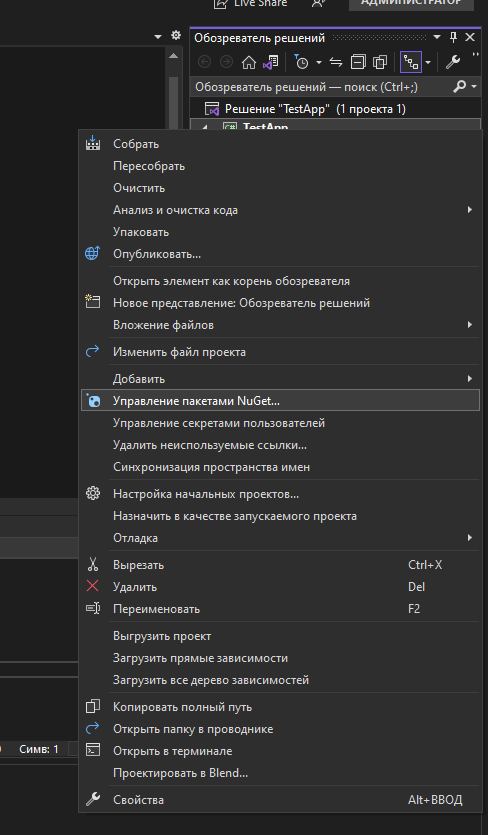 Live Share
АДМИНИСТРАТОР
Обозреватель решений
Обозреватель решений — поиск (Ctrl+;)
Решение "TestApp" (1 проекта 1)
C# TestApp
Собрать
Пересобрать
Очистить
Анализ и очистка кода
Упаковать
Опубликовать...
Открыть элемент как корень обозревателя
Новое представление: Обозреватель решений
Вложение файлов
Изменить файл проекта
Добавить
Управление пакетами NuGet...
Управление секретами пользователей
Удалить неиспользуемые ссылки...
Синхронизация пространства имен
Настройка начальных проектов...
Назначить в качестве запускаемого проекта
Отладка
Вырезать Ctrl+X
Удалить Del
Переименовать F2
Выгрузить проект
Загрузить прямые зависимости
Загрузить все дерево зависимостей
Копировать полный путь
Открыть папку в проводнике
Симв: 1
Открыть в терминале
Проектировать в Blend...
Свойства Alt+ВВОД